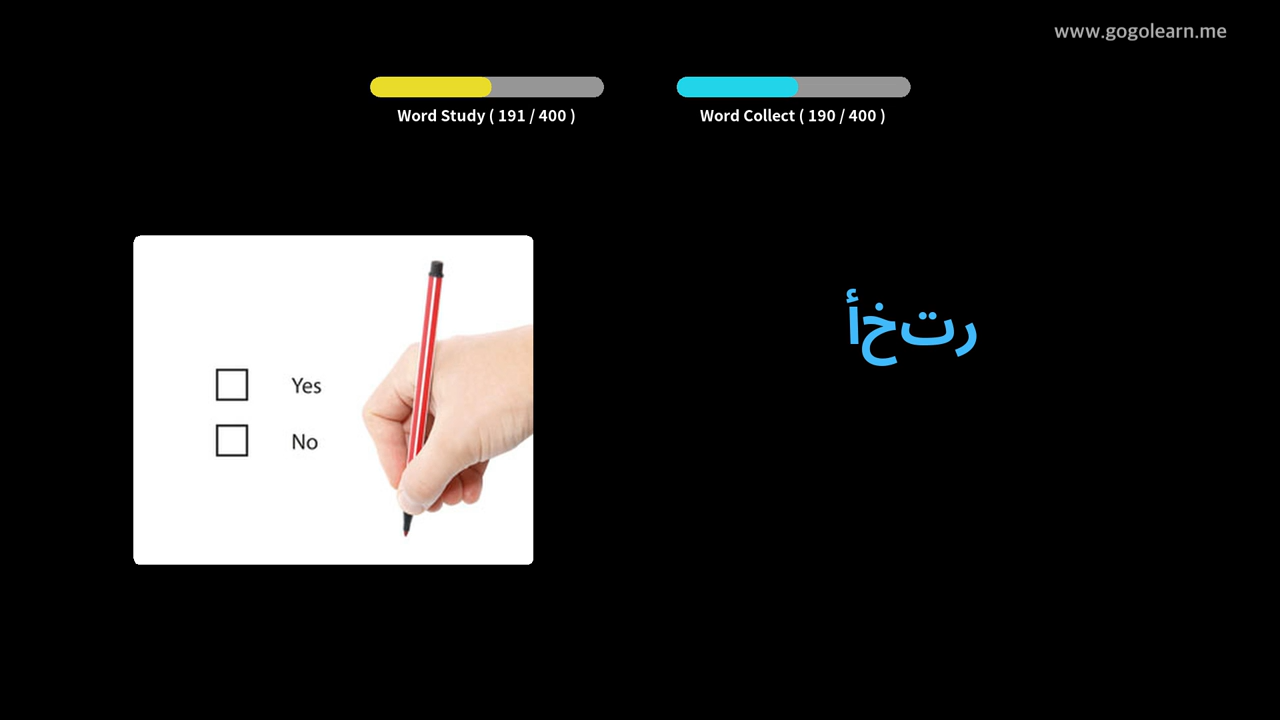 www.gogolearn.me
Word Study ( 191 / 400 )
Word Collect ( 190 / 400 )
رتخأ
Yes
No